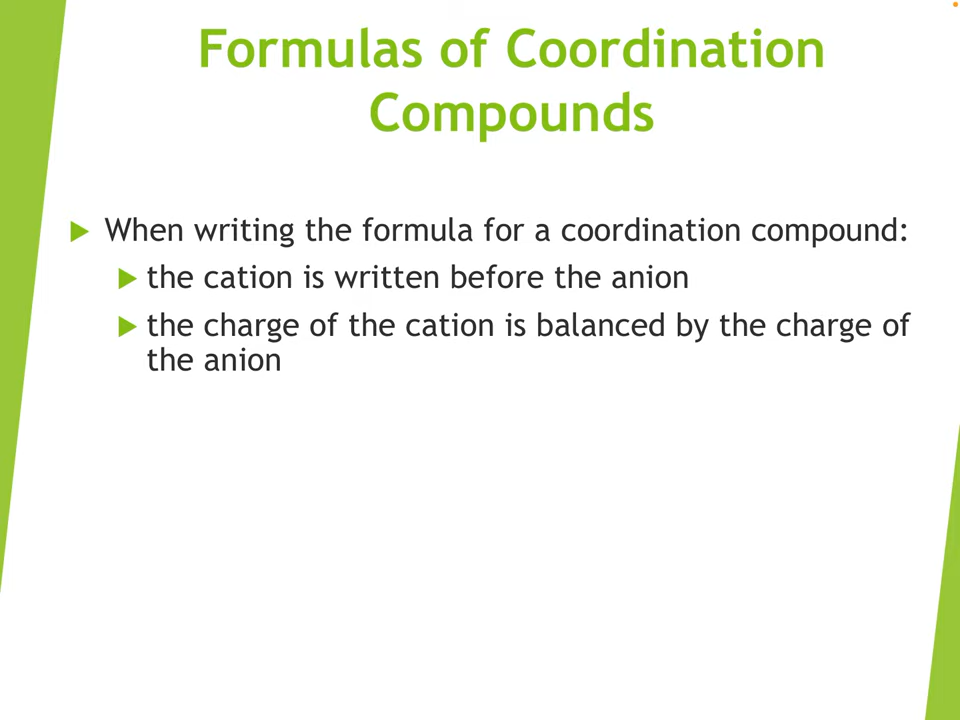 Formulas of Coordination
Compounds
When writing the formula for a coordination compound:
the cation is written before the anion
the charge of the cation is balanced by the charge of
the anion